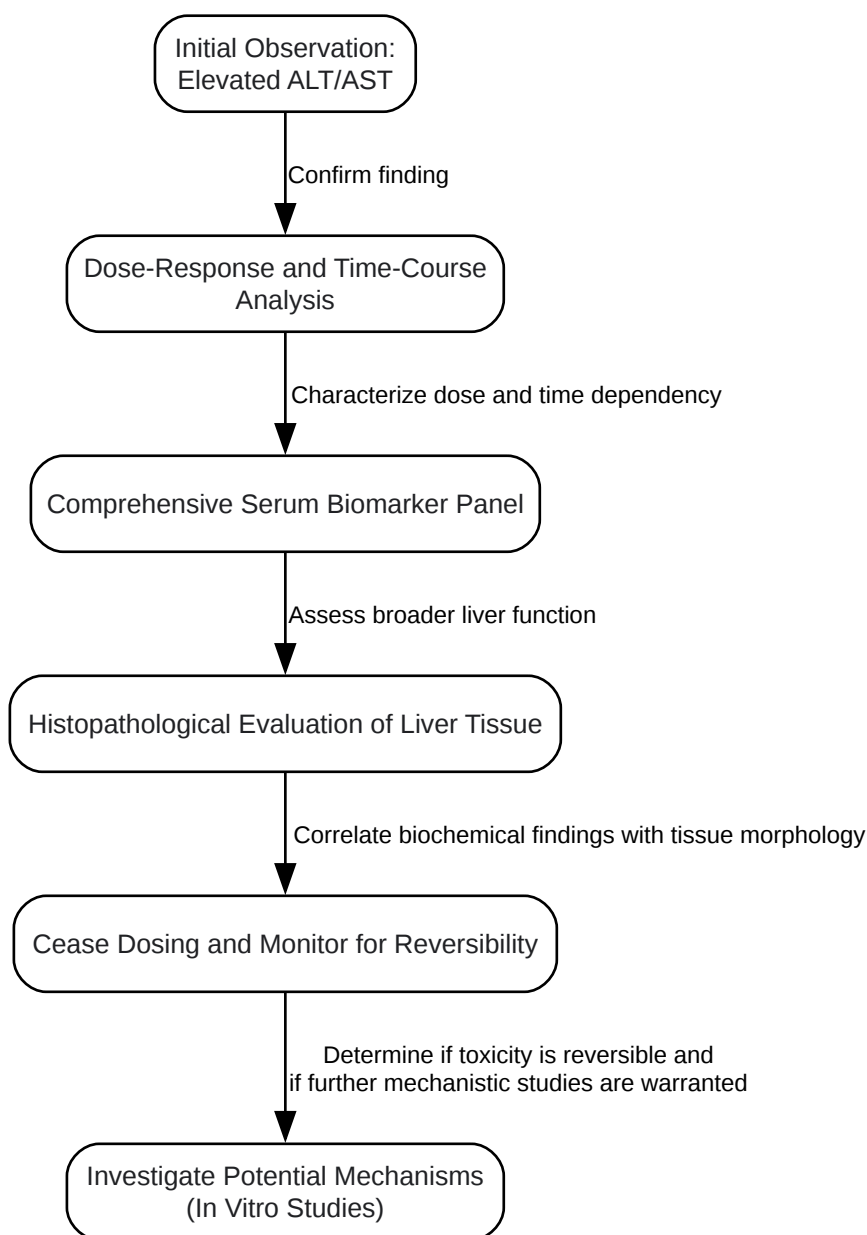 Initial Observation:
Elevated ALT/AST
Confirm finding
Dose-Response and Time-Course
Analysis
Characterize dose and time dependency
Comprehensive Serum Biomarker Panel
Assess broader liver function
Histopathological Evaluation of Liver Tissue
Correlate biochemical findings with tissue morphology
Cease Dosing and Monitor for Reversibility
Determine if toxicity is reversible and
if further mechanistic studies are warranted
Investigate Potential Mechanisms
(In Vitro Studies)